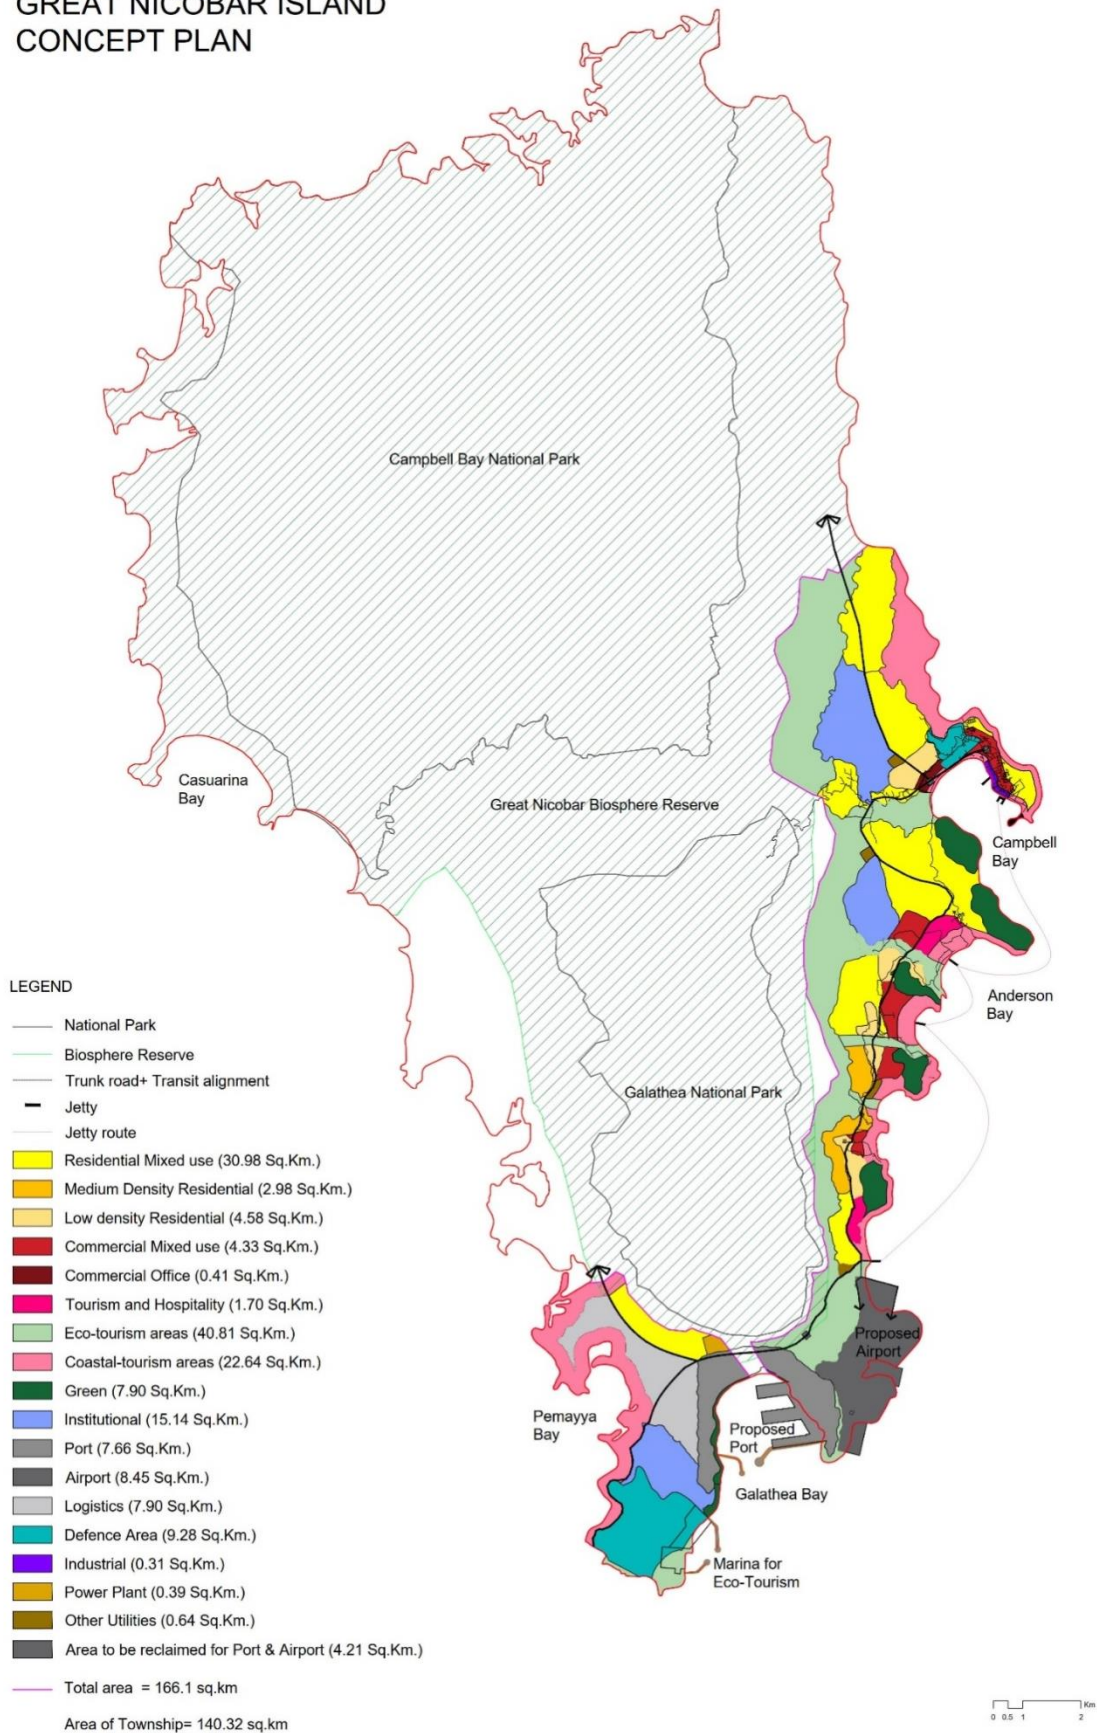 GREAT NICOBAR ISLAND
CONCEPT PLAN
Campbell Bay National Park
Casuarina
Bay
Great Nicobar Biosphere Reserve
Campbell
Bay
Anderson
Bay
Galathea National Park
Proposed
Airport
Pemayya
Bay
Proposed
Port
Galathea Bay
Marina for
Eco-Tourism
LEGEND
National Park
Biosphere Reserve
Trunk road+ Transit alignment
Jetty
Jetty route
Residential Mixed use (30.98 Sq.Km.)
Medium Density Residential (2.98 Sq.Km.)
Low density Residential (4.58 Sq.Km.)
Commercial Mixed use (4.33 Sq.Km.)
Commercial Office (0.41 Sq.Km.)
Tourism and Hospitality (1.70 Sq.Km.)
Eco-tourism areas (40.81 Sq.Km.)
Coastal-tourism areas (22.64 Sq.Km.)
Green (7.90 Sq.Km.)
Institutional (15.14 Sq.Km.)
Port (7.66 Sq.Km.)
Airport (8.45 Sq.Km.)
Logistics (7.90 Sq.Km.)
Defence Area (9.28 Sq.Km.)
Industrial (0.31 Sq.Km.)
Power Plant (0.39 Sq.Km.)
Other Utilities (0.64 Sq.Km.)
Area to be reclaimed for Port & Airport (4.21 Sq.Km.)
Total area = 166.1 sq.km
Area of Township= 140.32 sq.km
Km
0 0.5 1 2